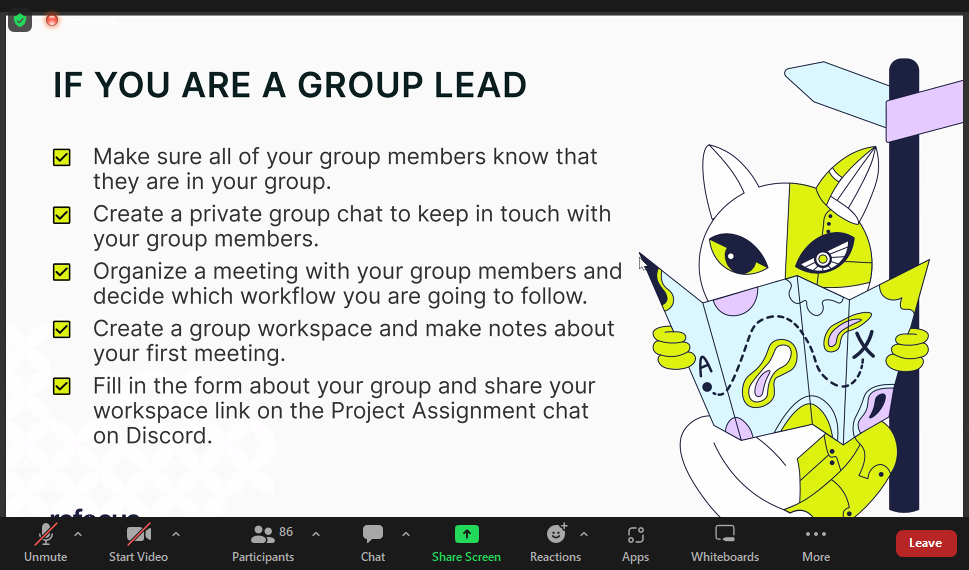 IF YOU ARE A GROUP LEAD
Make sure all of your group members know that
they are in your group.
Create a private group chat to keep in touch with
your group members.
Organize a meeting with your group members and
decide which workflow you are going to follow.
Create a group workspace and make notes about
your first meeting.
Fill in the form about your group and share your
workspace link on the Project Assignment chat
on Discord.
A
X
refocus
Unmute
Start Video
Participants
86
Chat
Share Screen
Reactions
Apps
Whiteboards
More
Leave